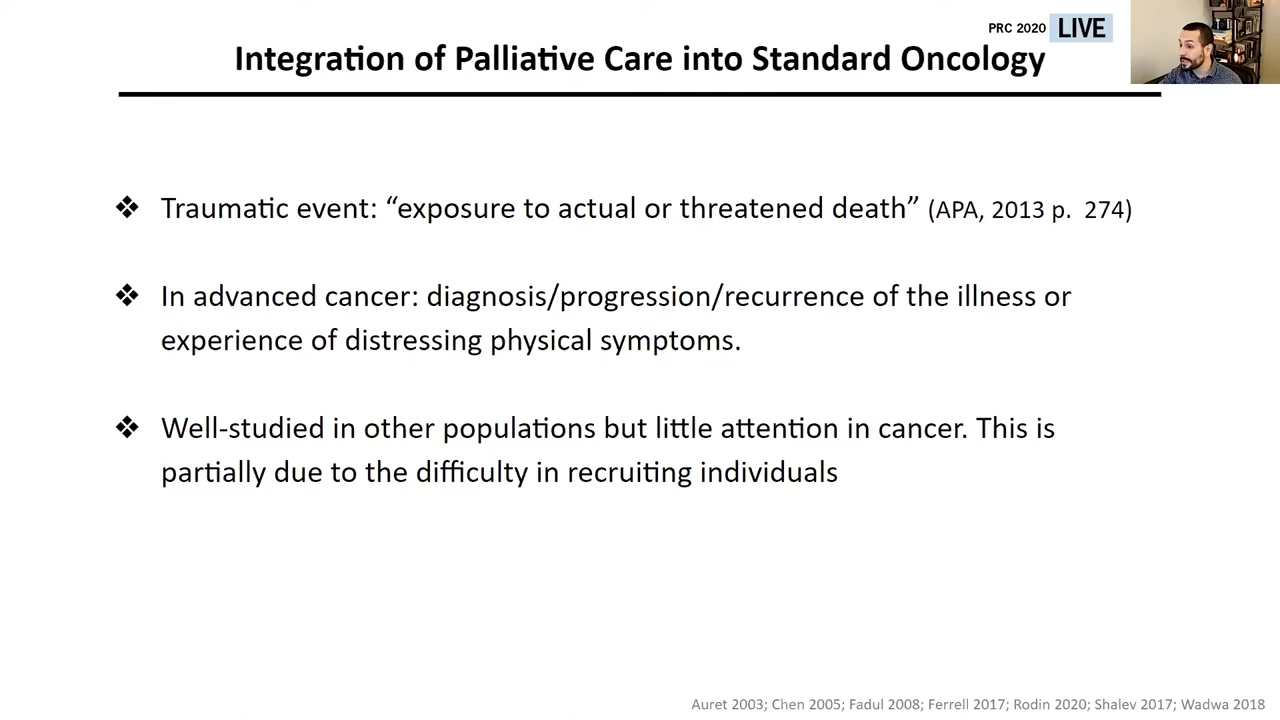 PRC 2020 LIVE
Integration of Palliative Care into Standard Oncology
❖ Traumatic event: “exposure to actual or threatened death” (APA, 2013 p. 274)
❖ In advanced cancer: diagnosis/progression/recurrence of the illness or
experience of distressing physical symptoms.
❖ Well-studied in other populations but little attention in cancer. This is
partially due to the difficulty in recruiting individuals
Auret 2003; Chen 2005; Fadul 2008; Ferrell 2017; Rodin 2020; Shalev 2017; Wadwa 2018